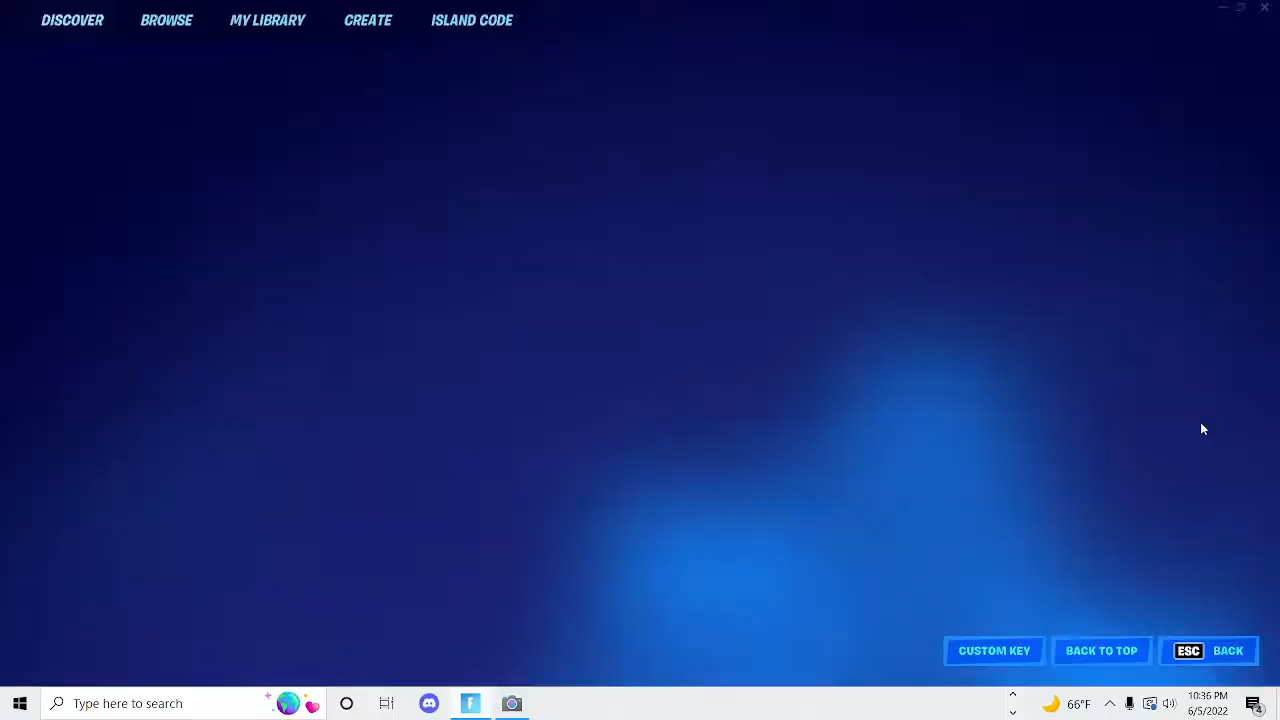 DISCOVER BROWSE MY LIBRARY CREATE ISLAND CODE
CUSTOM KEY BACK TO TOP ESC BACK
Type here to search
66°F
10:36 PM
6/5/2022
4